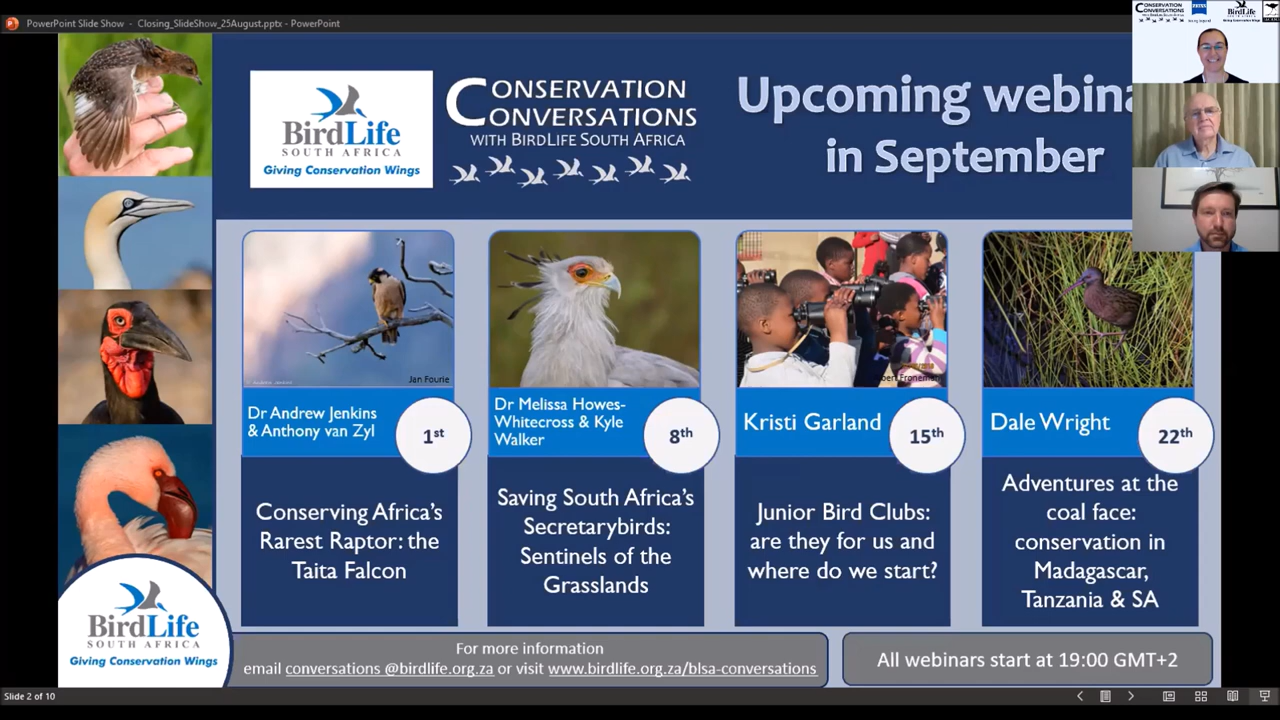 PowerPoint Slide Show - Closing_SlideShow_25August.pptx - PowerPoint
BirdLife
SOUTH AFRICA
Giving Conservation Wings
CONSERVATION
CONVERSATIONS
WITH BIRDLIFE SOUTH AFRICA
Upcoming webina
in September
CONSERVATION
CONVERSATIONS
BirdLife
Jan Fourie
Dr Andrew Jenkins
& Anthony van Zyl
1st
Conserving Africa's
Rarest Raptor: the
Taita Falcon
Dr Melissa Howes-
Whitecross & Kyle
Walker
8th
Saving South Africa's
Secretarybirds:
Sentinels of the
Grasslands
Kristi Garland
15th
Junior Bird Clubs:
are they for us and
where do we start?
Dale Wright
22th
Adventures at the
coal face:
conservation in
Madagascar,
Tanzania & SA
BirdLife
SOUTH AFRICA
Giving Conservation Wings
For more information
email conversations @birdlife.org.za or visit www.birdlife.org.za/blsa-conversations
All webinars start at 19:00 GMT+2
Slide 2 of 10